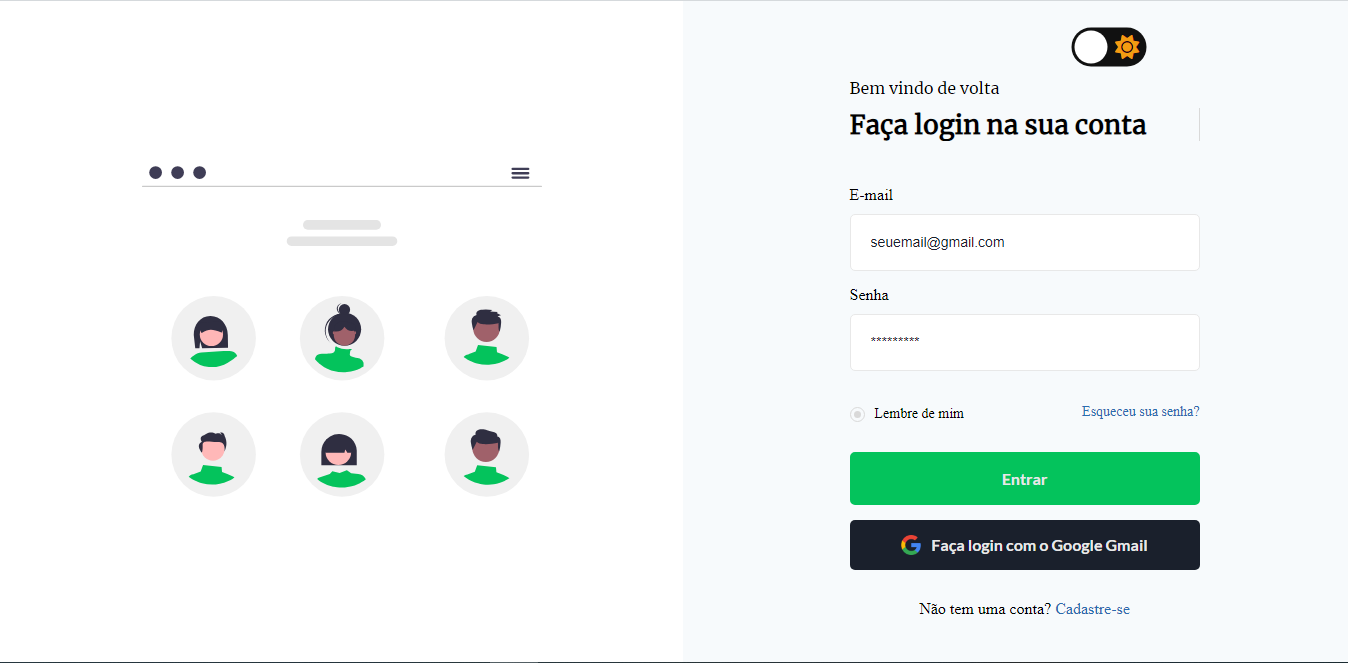 Bem vindo de volta
Faça login na sua conta
E-mail
seuemail@gmail.com
Senha
*********
Lembre de mim
Esqueceu sua senha?
Entrar
Faça login com o Google Gmail
Não tem uma conta? Cadastre-se